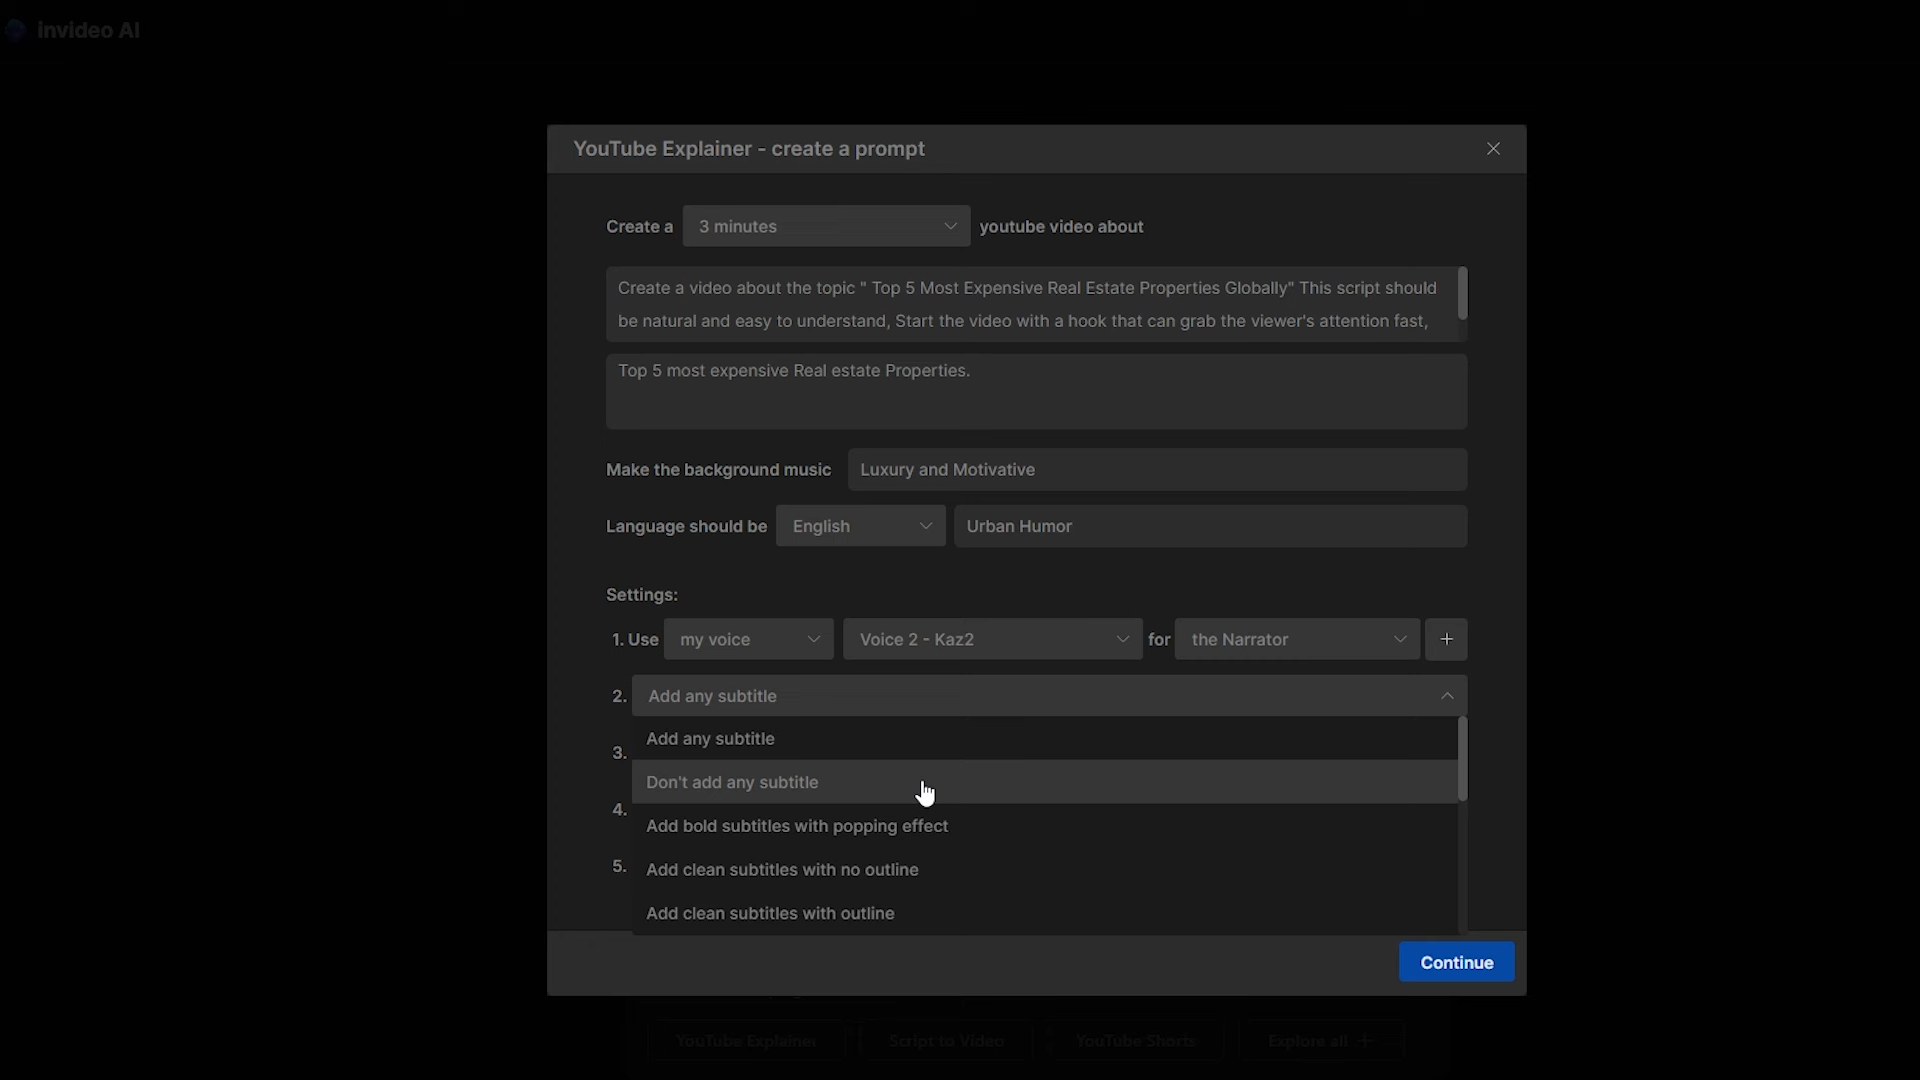 invideo AI
YouTube Explainer - create a prompt
Create a 3 minutes youtube video about
Create a video about the topic " Top 5 Most Expensive Real Estate Properties Globally" This script should
be natural and easy to understand, Start the video with a hook that can grab the viewer's attention fast,
Top 5 most expensive Real estate Properties.
Make the background music Luxury and Motivative
Language should be English Urban Humor
Settings:
1. Use my voice Voice 2 - Kaz2 for the Narrator +
2. Add any subtitle
Add any subtitle
3.
Don't add any subtitle
4.
Add bold subtitles with popping effect
5.
Add clean subtitles with no outline
Add clean subtitles with outline
Continue
YouTube Explainer Script to Video YouTube Shorts Explore all +